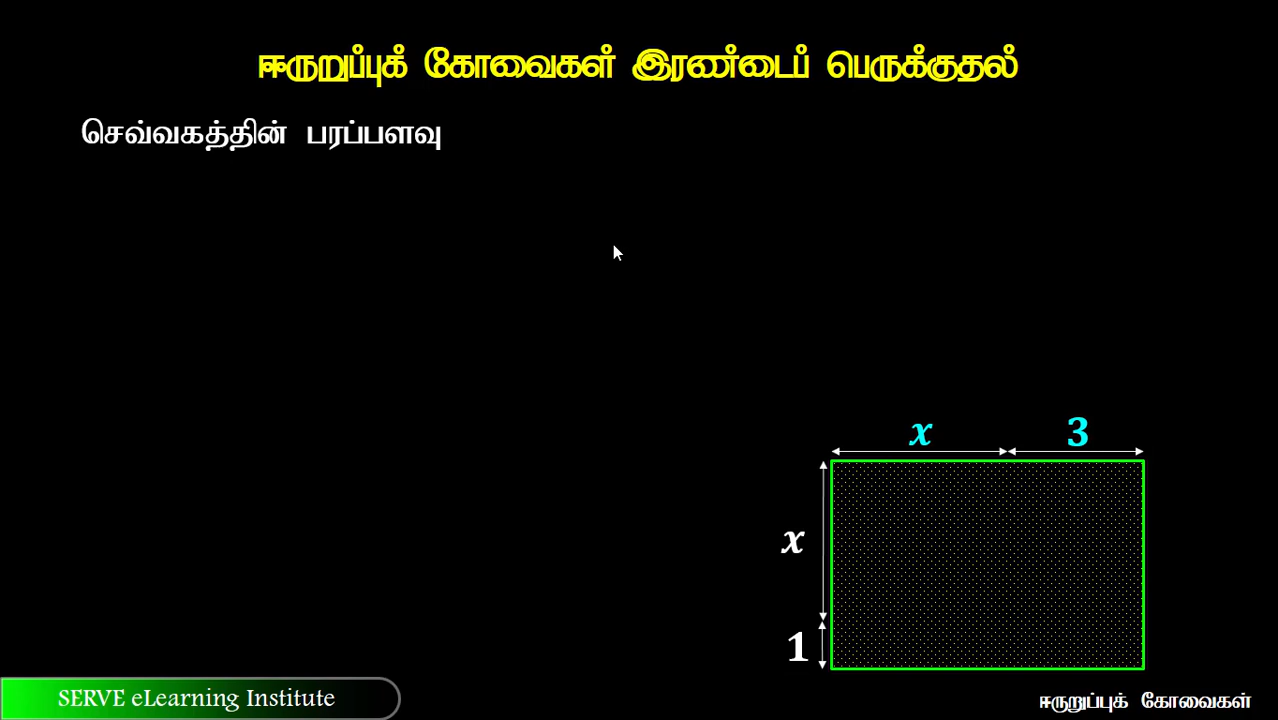 ஈருறுப்புக் கோவைகள் இரண்டைப் பெருக்குதல்
செவ்வகத்தின் பரப்பளவு
x 3
x
1
SERVE eLearning Institute
ஈருறுப்புக் கோவைகள்